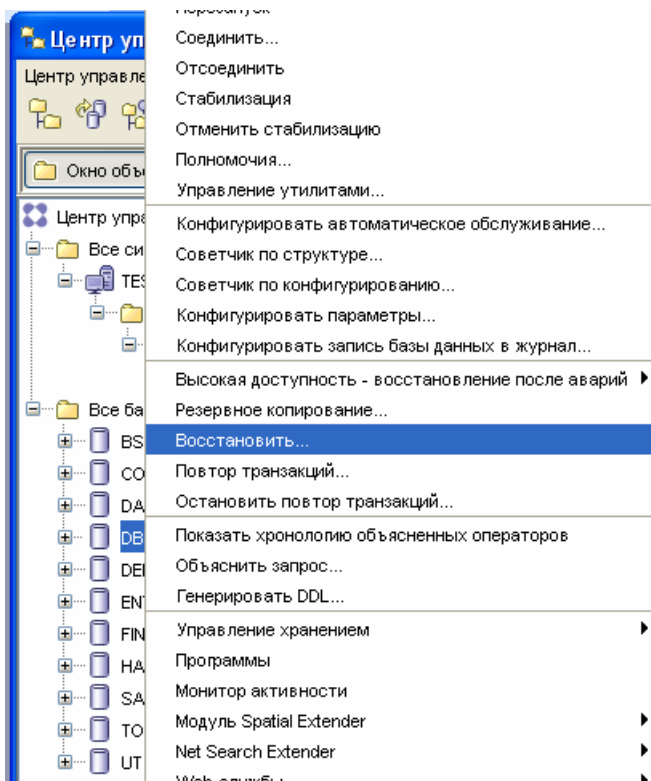 Центр уп
Центр управле
Окно объ
Центр упра
Все си
TES
Все ба
BS
CO
DA
DB
DE
EN
FIN
HA
SA
TO
UT
Перезапуск
Соединить...
Отсоединить
Стабилизация
Отменить стабилизацию
Полномочия...
Управление утилитами...
Конфигурировать автоматическое обслуживание...
Советчик по структуре...
Советчик по конфигурированию...
Конфигурировать параметры...
Конфигурировать запись базы данных в журнал...
Высокая доступность - восстановление после аварий
Резервное копирование...
Восстановить...
Повтор транзакций...
Остановить повтор транзакций...
Показать хронологию объясненных операторов
Объяснить запрос...
Генерировать DDL...
Управление хранением
Программы
Монитор активности
Модуль Spatial Extender
Net Search Extender
Web-службы